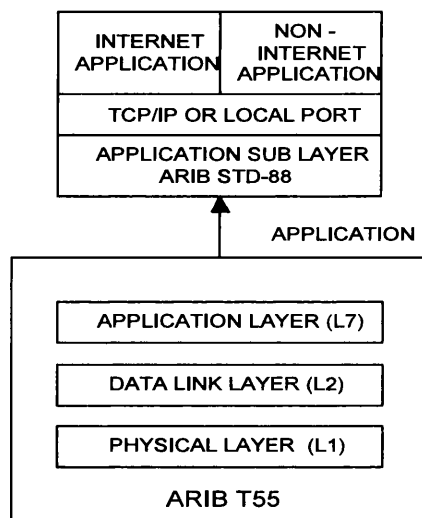 INTERNET
APPLICATION
NON -
INTERNET
APPLICATION
TCP/IP OR LOCAL PORT
APPLICATION SUB LAYER
ARIB STD-88
APPLICATION
APPLICATION LAYER (L7)
DATA LINK LAYER (L2)
PHYSICAL LAYER (L1)
ARIB T55